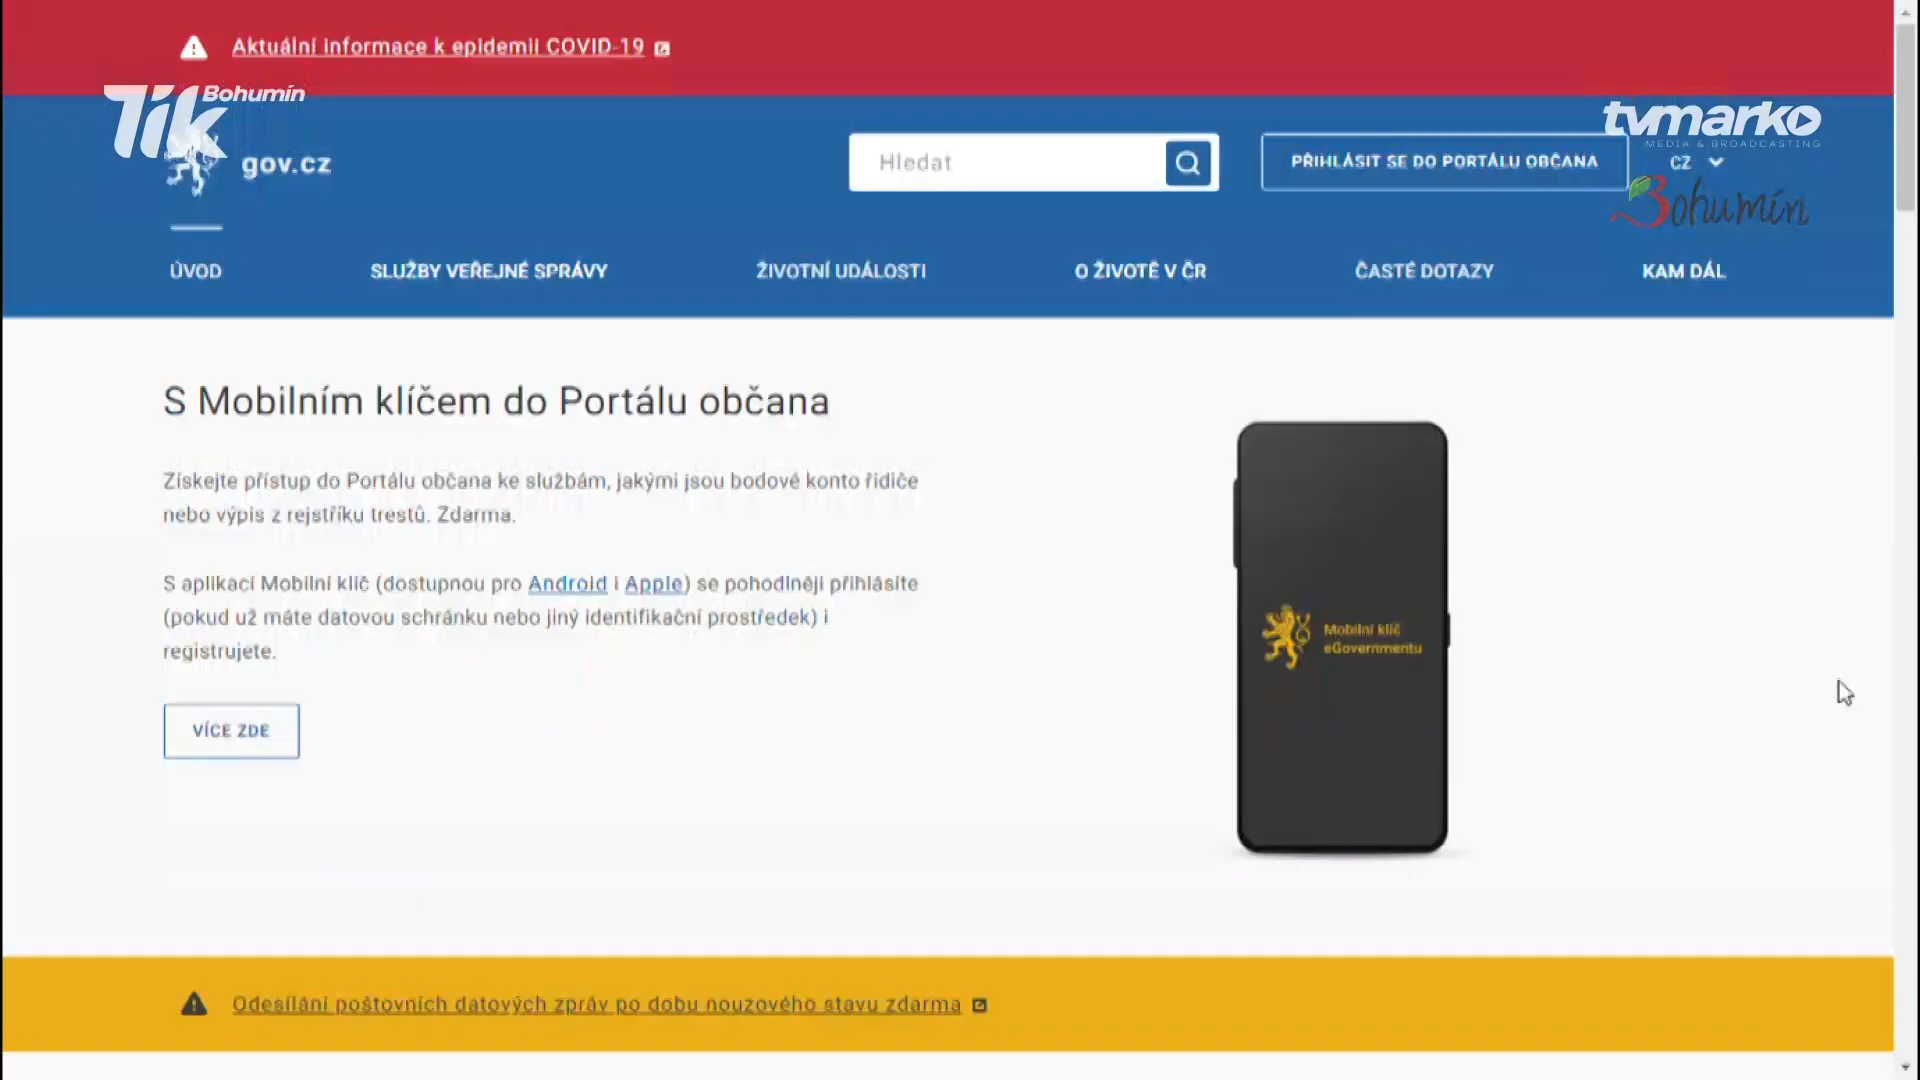 Aktuální informace k epidemii COVID-19
Tik Bohumín
tvmarko
MEDIA & BROADCASTING
gov.cz
Hledat
PŘIHLÁSIT SE DO PORTÁLU OBČANA
CZ
Bohumín
ÚVOD
SLUŽBY VEŘEJNÉ SPRÁVY
ŽIVOTNÍ UDÁLOSTI
O ŽIVOTĚ V ČR
ČASTÉ DOTAZY
KAM DÁL
S Mobilním klíčem do Portálu občana
Získejte přístup do Portálu občana ke službám, jakými jsou bodové konto řidiče
nebo výpis z rejstříku trestů. Zdarma.
S aplikací Mobilní klíč (dostupnou pro Android i Apple) se pohodlněji přihlásíte
(pokud už máte datovou schránku nebo jiný identifikační prostředek) i
registrujete.
Mobilní klíč
eGovernmentu
VÍCE ZDE
Odesílání poštovních datových zpráv po dobu nouzového stavu zdarma